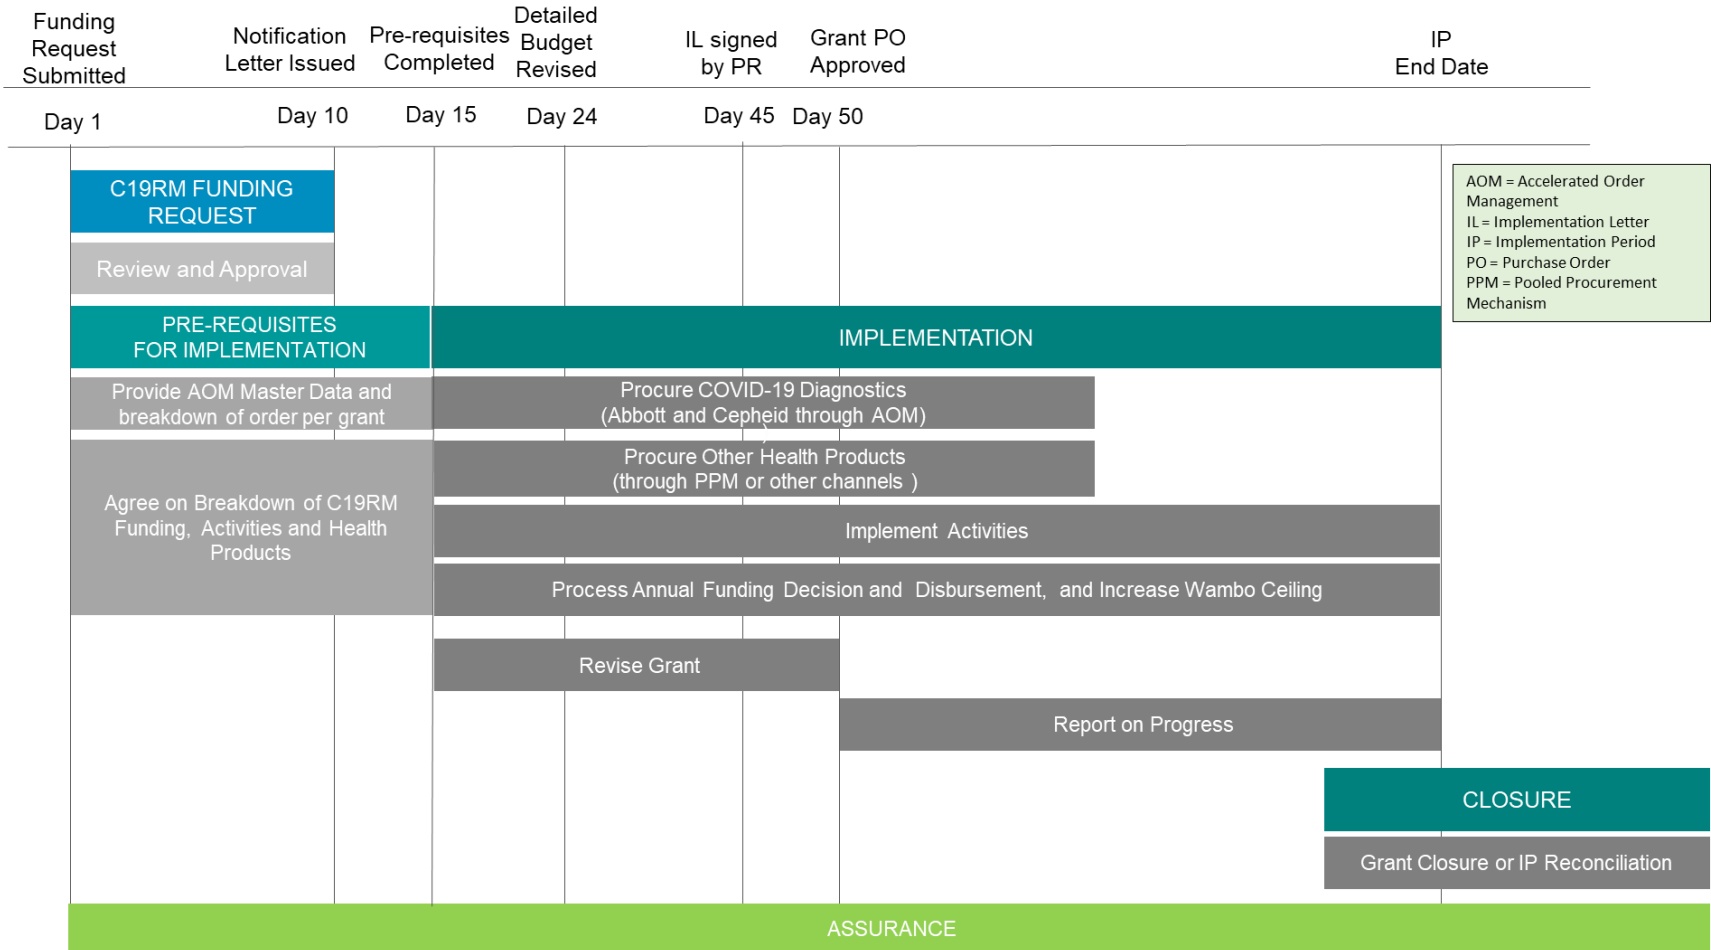 Funding
Request
Submitted
Notification
Letter Issued
Pre-requisites
Completed
Detailed
Budget
Revised
IL signed
by PR
Grant PO
Approved
IP
End Date
Day 1
Day 10
Day 15
Day 24
Day 45
Day 50
C19RM FUNDING
REQUEST
Review and Approval
AOM = Accelerated Order
Management
IL = Implementation Letter
IP = Implementation Period
PO = Purchase Order
PPM = Pooled Procurement
Mechanism
PRE-REQUISITES
FOR IMPLEMENTATION
IMPLEMENTATION
Provide AOM Master Data and
breakdown of order per grant
Procure COVID-19 Diagnostics
(Abbott and Cepheid through AOM)
)
Agree on Breakdown of C19RM
Funding, Activities and Health
Products
Procure Other Health Products
(through PPM or other channels )
Implement Activities
Process Annual Funding Decision and Disbursement, and Increase Wambo Ceiling
Revise Grant
Report on Progress
CLOSURE
Grant Closure or IP Reconciliation
ASSURANCE